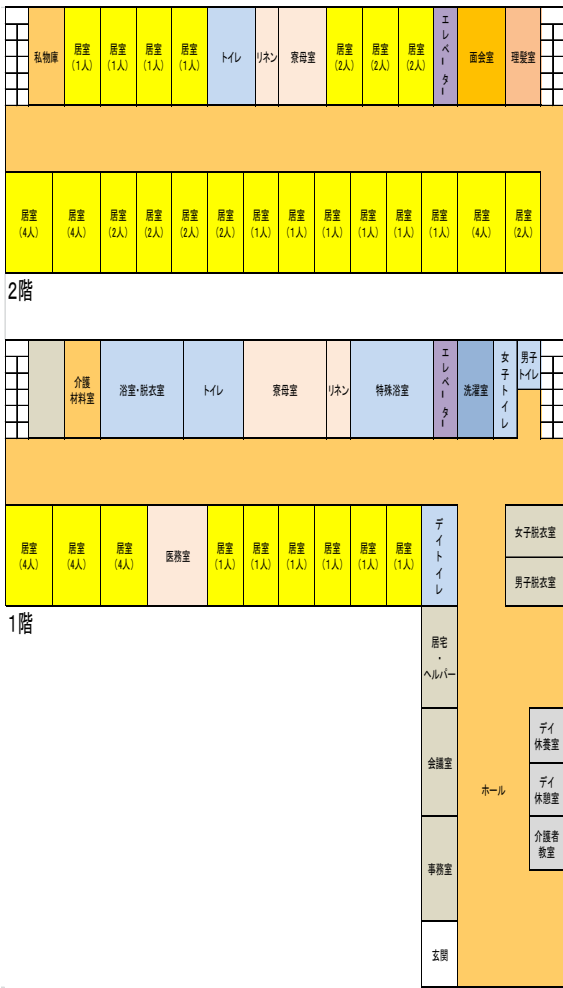 私物庫
居室
(1人)
居室
(1人)
居室
(1人)
居室
(1人)
トイレ
リネン
寮母室
居室
(2人)
居室
(2人)
居室
(2人)
エレベーター
面会室
理髪室
居室
(4人)
居室
(4人)
居室
(2人)
居室
(2人)
居室
(2人)
居室
(2人)
居室
(1人)
居室
(1人)
居室
(1人)
居室
(1人)
居室
(1人)
居室
(1人)
居室
(4人)
居室
(2人)
2階
介護
材料室
浴室・脱衣室
トイレ
寮母室
リネン
特殊浴室
エレベーター
洗濯室
女子トイレ
男子
トイレ
居室
(4人)
居室
(4人)
居室
(4人)
医務室
居室
(1人)
居室
(1人)
居室
(1人)
居室
(1人)
居室
(1人)
居室
(1人)
デイトイレ
女子脱衣室
男子脱衣室
1階
居宅
・
ヘルパー
会議室
ホール
デイ
休養室
デイ
休憩室
介護者
教室
事務室
玄関